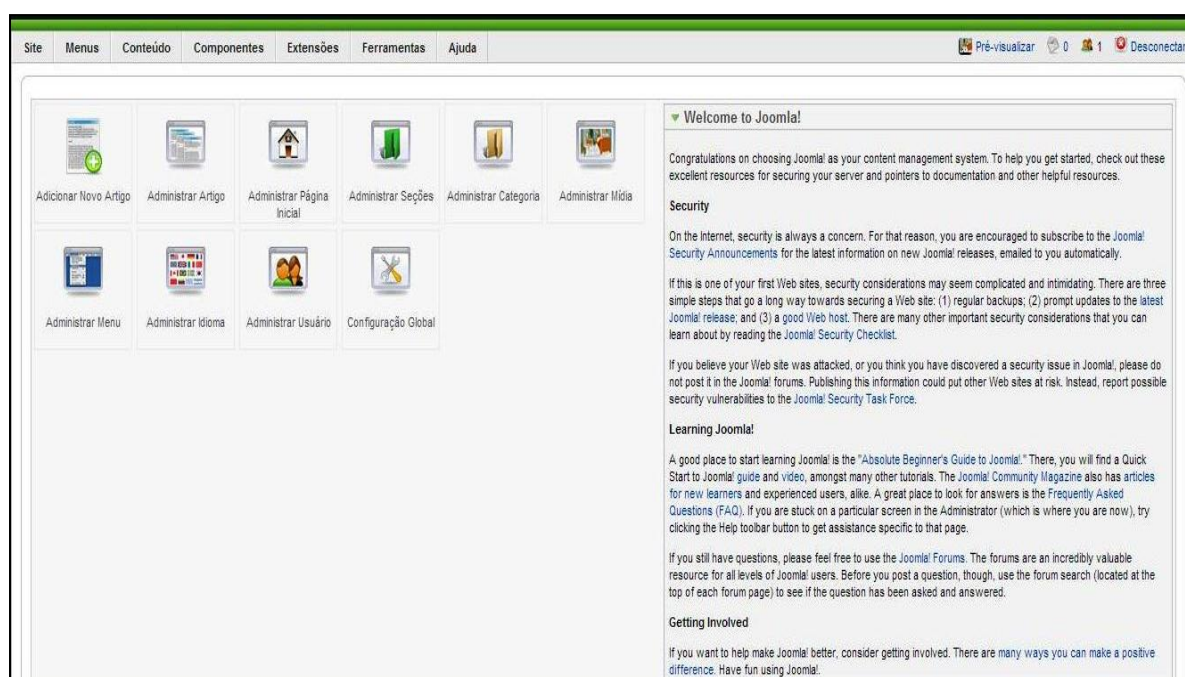 Site Menus Conteúdo Componentes Extensões Ferramentas Ajuda
Pré-visualizar 0 1 Desconectar
Adicionar Novo Artigo
Administrar Artigo
Administrar Página
Inicial
Administrar Seções
Administrar Categoria
Administrar Mídia
Administrar Menu
Administrar Idioma
Administrar Usuário
Configuração Global
Welcome to Joomla!
Congratulations on choosing Joomla! as your content management system. To help you get started, check out these
excellent resources for securing your server and pointers to documentation and other helpful resources.
Security
On the Internet, security is always a concern. For that reason, you are encouraged to subscribe to the Joomla!
Security Announcements for the latest information on new Joomla! releases, emailed to you automatically.
If this is one of your first Web sites, security considerations may seem complicated and intimidating. There are three
simple steps that go a long way towards securing a Web site: (1) regular backups; (2) prompt updates to the latest
Joomla! release; and (3) a good Web host. There are many other important security considerations that you can
learn about by reading the Joomla! Security Checklist.
If you believe your Web site was attacked, or you think you have discovered a security issue in Joomla!, please do
not post it in the Joomla! forums. Publishing this information could put other Web sites at risk. Instead, report possible
security vulnerabilities to the Joomla! Security Task Force.
Learning Joomla!
A good place to start learning Joomla! is the "Absolute Beginner's Guide to Joomla!." There, you will find a Quick
Start to Joomla! guide and video, amongst many other tutorials. The Joomla! Community Magazine also has articles
for new learners and experienced users, alike. A great place to look for answers is the Frequently Asked
Questions (FAQ). If you are stuck on a particular screen in the Administrator (which is where you are now), try
clicking the Help toolbar button to get assistance specific to that page.
If you still have questions, please feel free to use the Joomla! Forums. The forums are an incredibly valuable
resource for all levels of Joomla! users. Before you post a question, though, use the forum search (located at the
top of each forum page) to see if the question has been asked and answered.
Getting Involved
If you want to help make Joomla! better, consider getting involved. There are many ways you can make a positive
difference. Have fun using Joomla!.